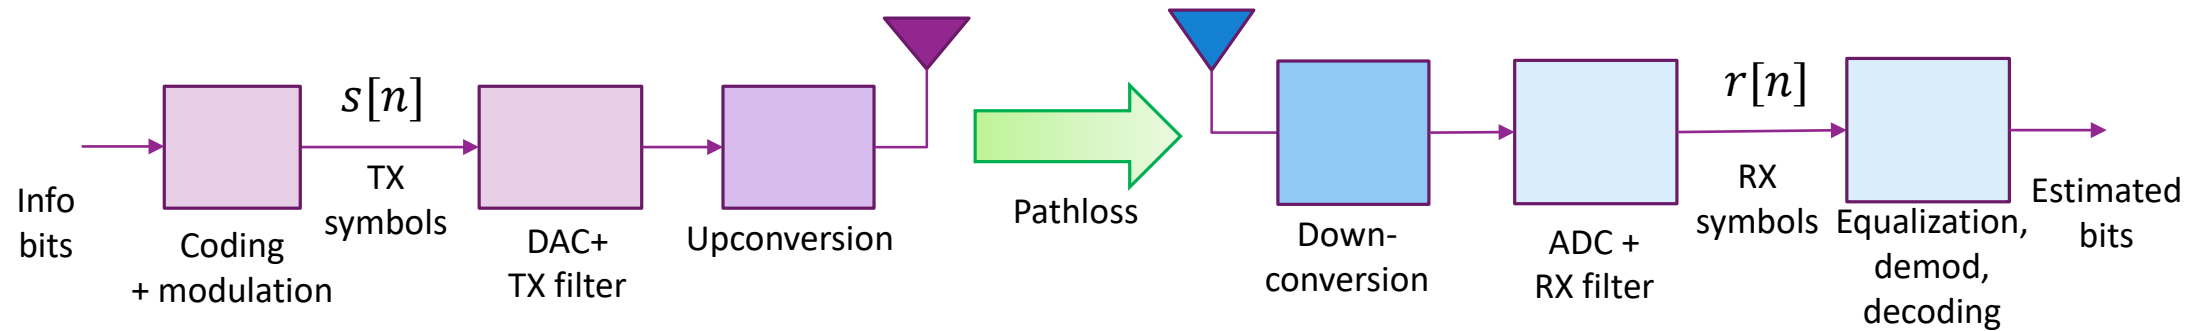 Info
bits
Coding
+ modulation
s[n]
TX
symbols
DAC+
TX filter
Upconversion
Pathloss
Down-
conversion
ADC +
RX filter
r[n]
RX
symbols
Equalization,
demod,
decoding
Estimated
bits